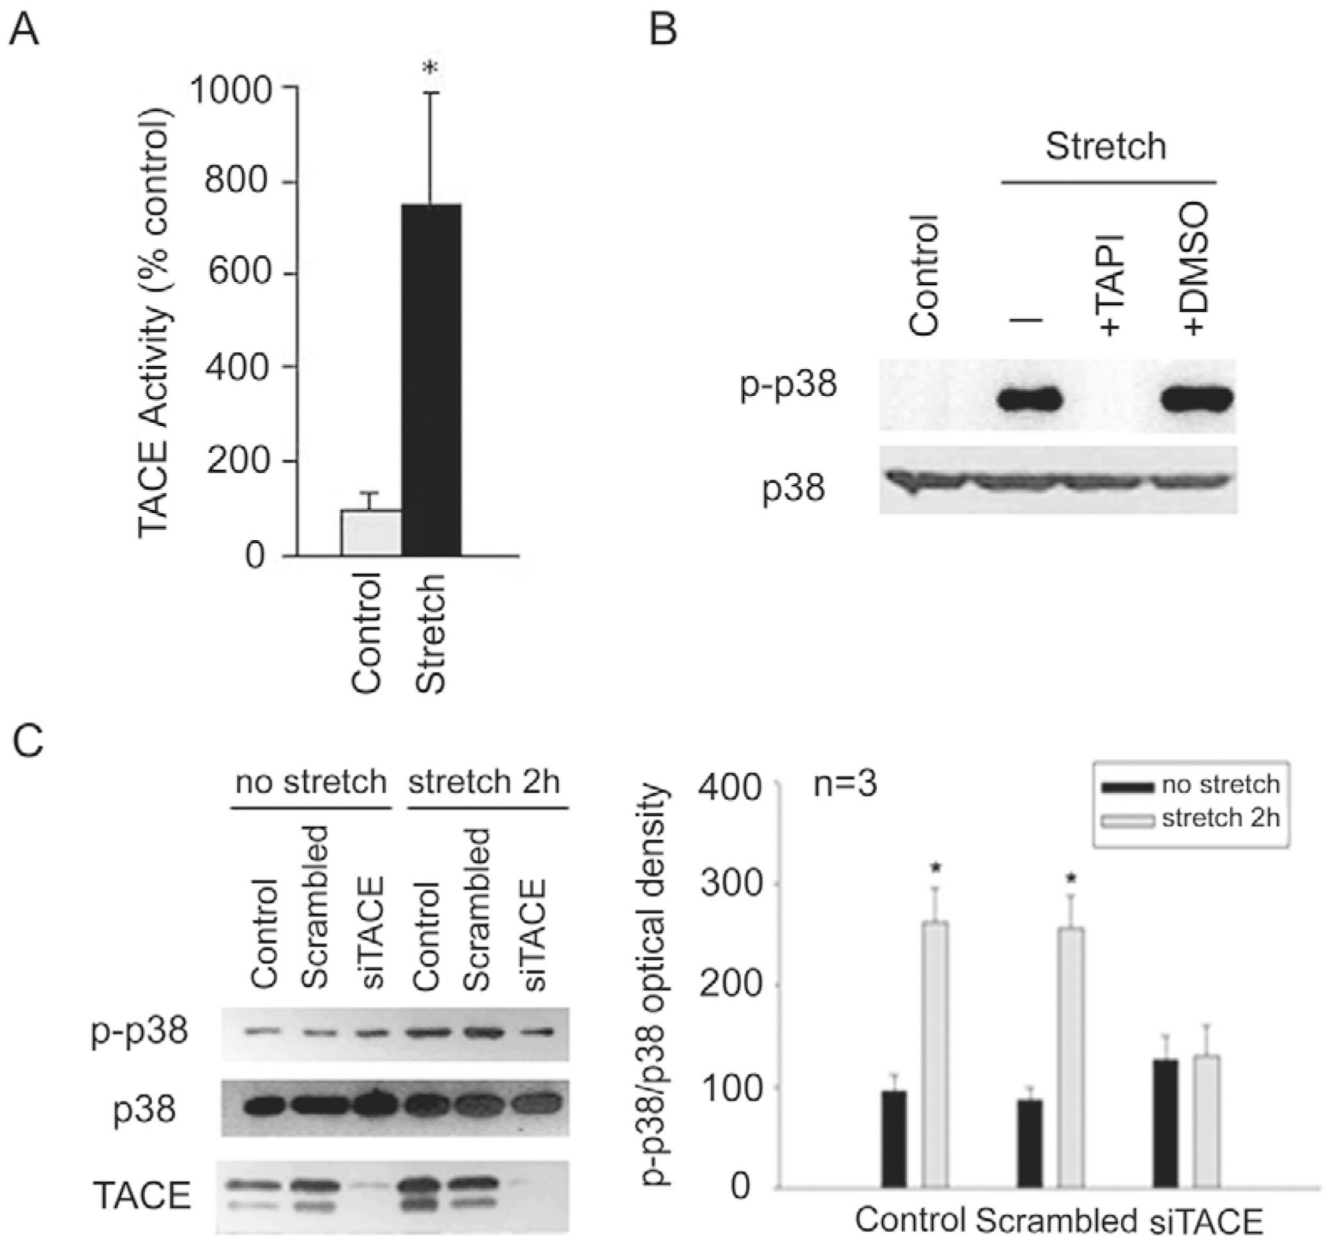 A
TACE Activity (% control)
1000
800
600
400
200
0
*
Control
Stretch
B
Stretch
Control
—
+TAPI
+DMSO
p-p38
p38
C
no stretch
stretch 2h
Control
Scrambled
siTACE
Control
Scrambled
siTACE
p-p38
p38
TACE
p-p38/p38 optical density
400
300
200
100
0
n=3
no stretch
stretch 2h
*
*
Control
Scrambled
siTACE